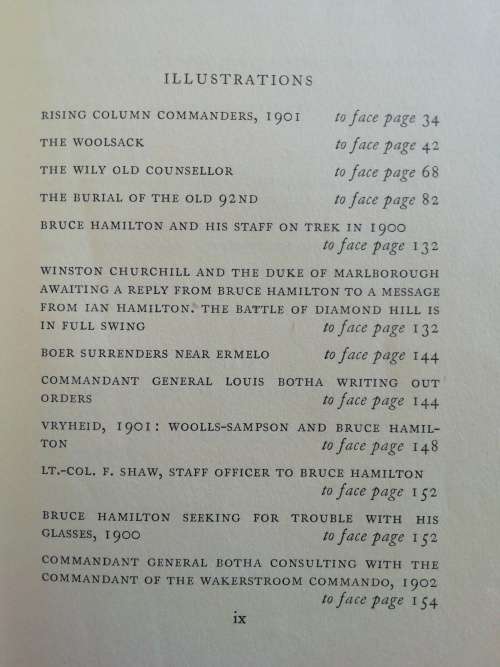 ILLUSTRATIONS
RISING COLUMN COMMANDERS, 1901 to face page 34
THE WOOLSACK to face page 42
THE WILY OLD COUNSELLOR to face page 68
THE BURIAL OF THE OLD 92ND to face page 82
BRUCE HAMILTON AND HIS STAFF ON TREK IN 1900
to face page 132
WINSTON CHURCHILL AND THE DUKE OF MARLBOROUGH
AWAITING A REPLY FROM BRUCE HAMILTON TO A MESSAGE
FROM IAN HAMILTON. THE BATTLE OF DIAMOND HILL IS
IN FULL SWING to face page 132
BOER SURRENDERS NEAR ERMELO to face page 144
COMMANDANT GENERAL LOUIS BOTHA WRITING OUT
ORDERS to face page 144
VRYHEID, 1901: WOOLLS-SAMPSON AND BRUCE HAMIL-
TON to face page 148
LT.-COL. F. SHAW, STAFF OFFICER TO BRUCE HAMILTON
to face page 152
BRUCE HAMILTON SEEKING FOR TROUBLE WITH HIS
GLASSES, 1900 to face page 152
COMMANDANT GENERAL BOTHA CONSULTING WITH THE
COMMANDANT OF THE WAKERSTROOM COMMANDO, 1902
to face page 154
ix